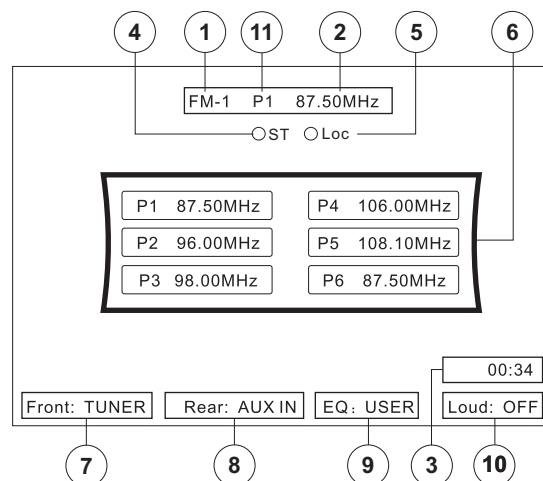 4 1 11 2 5 6
FM-1 P1 87.50MHz
ST Loc
P1 87.50MHz P4 106.00MHz
P2 96.00MHz P5 108.10MHz
P3 98.00MHz P6 87.50MHz
00:34
Front: TUNER Rear: AUX IN EQ: USER Loud: OFF
7 8 9 3 10